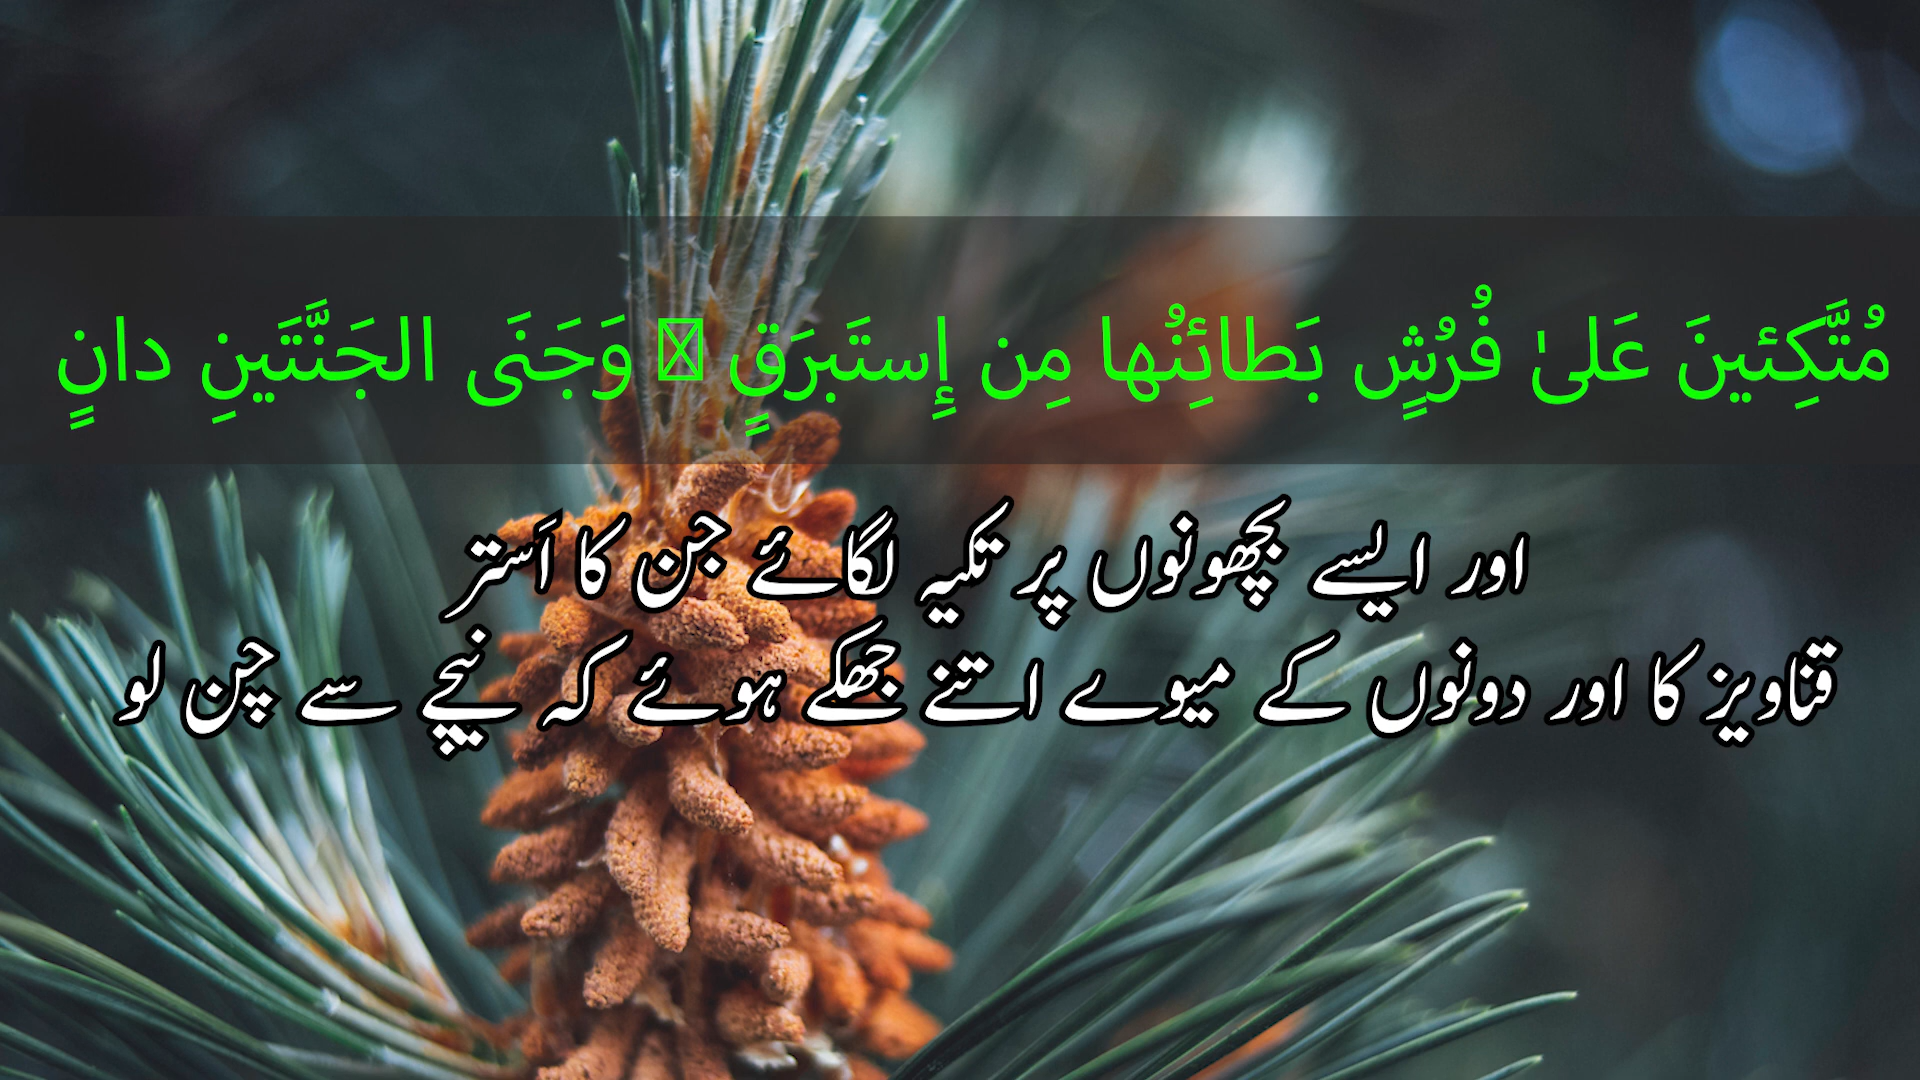 مُتَّكِئينَ عَلىٰ فُرُشٍ بَطائِنُها مِن إِستَبرَقٍ ۚ وَجَنَى الجَنَّتَينِ دانٍ
اور ایسے بچھونوں پر تکیہ لگائے جن کا اَستر
قناویز کا اور دونوں کے میوے اتنے جھکے ہوئے کہ نیچے سے چن لو